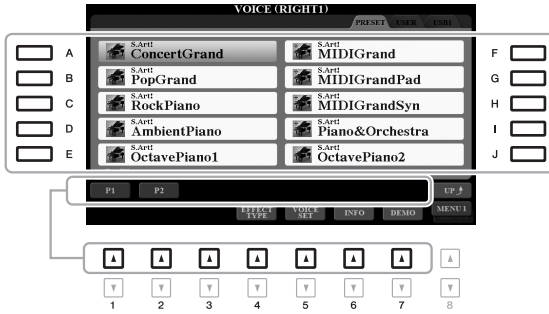 VOICE (RIGHT1)
PRESET USER USB1
A S.Art! ConcertGrand S.Art! MIDIGrand F
B S.Art! PopGrand S.Art! MIDIGrandPad G
C S.Art! RockPiano S.Art! MIDIGrandSyn H
D S.Art! AmbientPiano S.Art! Piano&Orchestra I
E S.Art! OctavePiano1 S.Art! OctavePiano2 J
P1 P2 UP
EFFECT TYPE VOICE SET INFO DEMO MENU 1
1 2 3 4 5 6 7 8